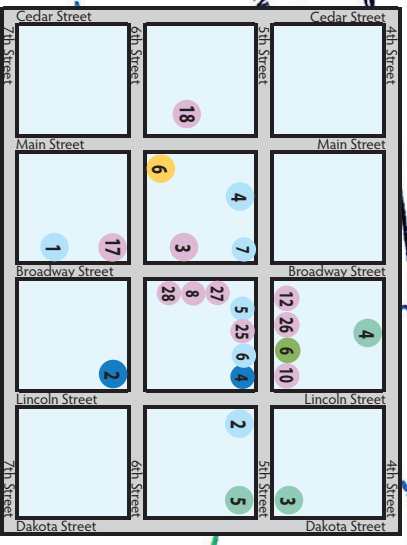 Cedar Street Cedar Street
7th Street 6th Street 5th Street 4th Street
18
Main Street Main Street
6
4
1 17 3 7
Broadway Street Broadway Street
28 8 27 12
5
25 26 4
6 6
2 4 10
Lincoln Street Lincoln Street
2
7th Street 6th Street 5th Street 4th Street
5 3
Dakota Street Dakota Street